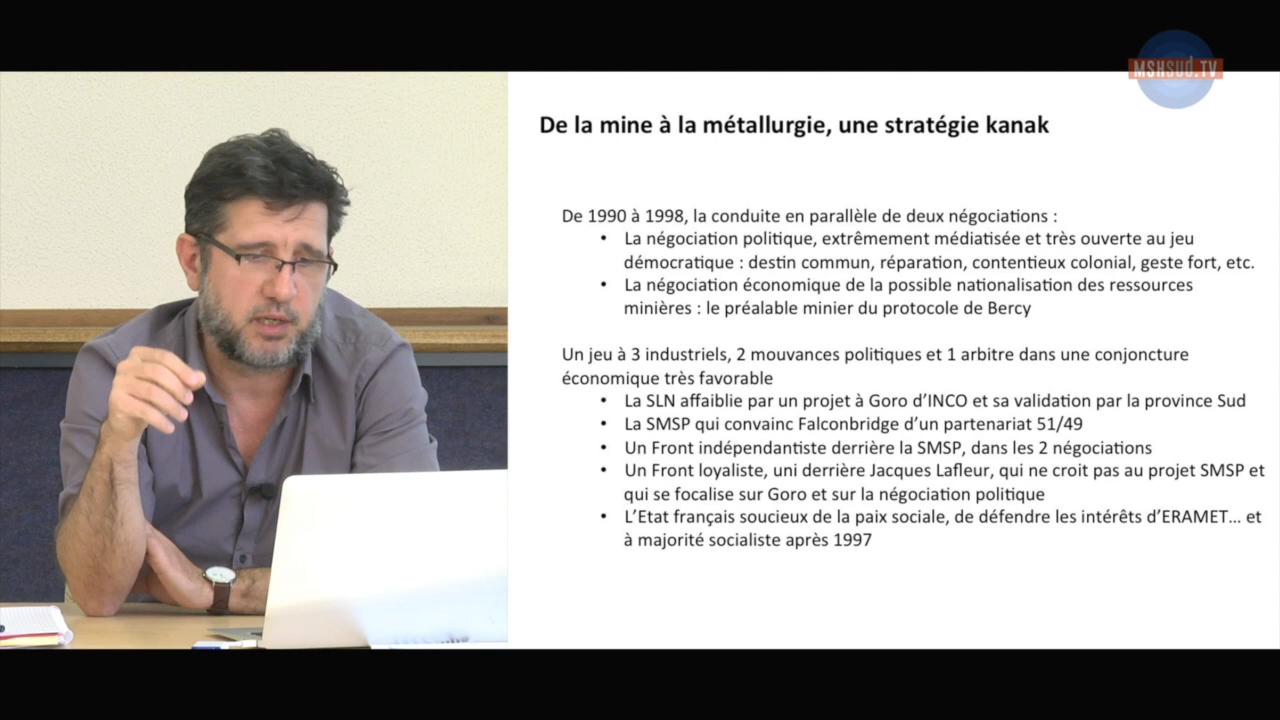 MSHSUD.TV
De la mine à la métallurgie, une stratégie kanak
De 1990 à 1998, la conduite en parallèle de deux négociations :
• La négociation politique, extrêmement médiatisée et très ouverte au jeu
démocratique : destin commun, réparation, contentieux colonial, geste fort, etc.
• La négociation économique de la possible nationalisation des ressources
minières : le préalable minier du protocole de Bercy
Un jeu à 3 industriels, 2 mouvances politiques et 1 arbitre dans une conjoncture
économique très favorable
• La SLN affaiblie par un projet à Goro d’INCO et sa validation par la province Sud
• La SMSP qui convainc Falconbridge d’un partenariat 51/49
• Un Front indépendantiste derrière la SMSP, dans les 2 négociations
• Un Front loyaliste, uni derrière Jacques Lafleur, qui ne croit pas au projet SMSP et
qui se focalise sur Goro et sur la négociation politique
• L’Etat français soucieux de la paix sociale, de défendre les intérêts d’ERAMET… et
à majorité socialiste après 1997